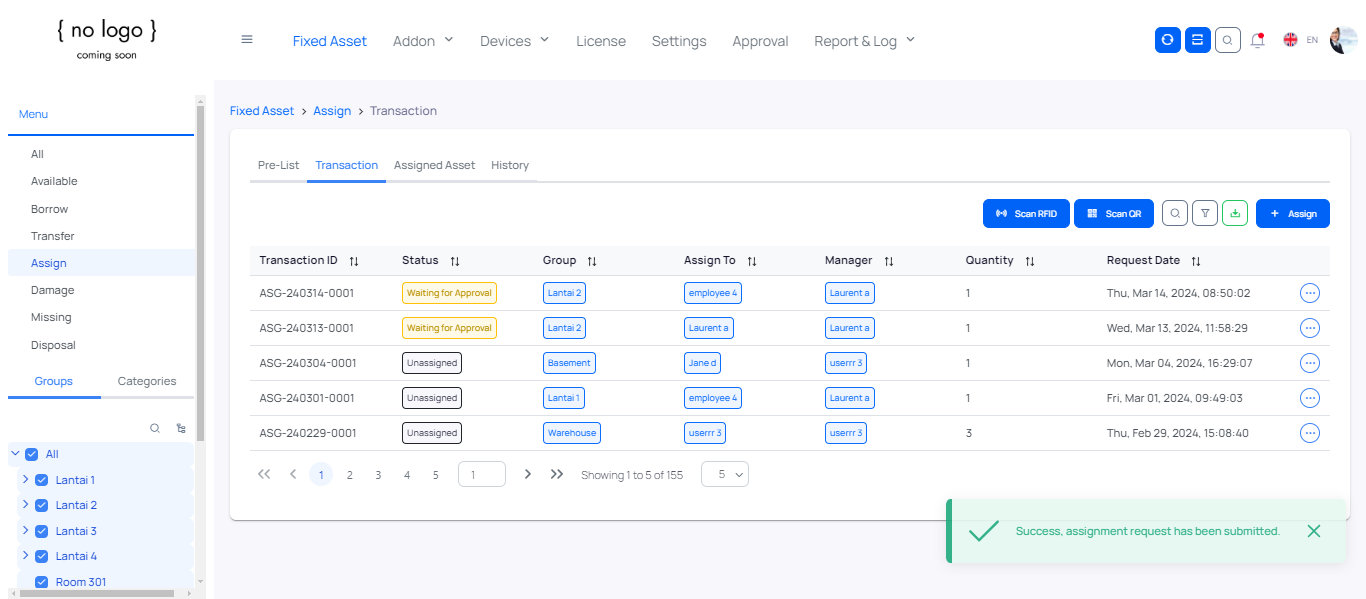 { no logo }
coming soon
Fixed Asset Addon Devices License Settings Approval Report & Log EN
Menu
All
Available
Borrow
Transfer
Assign
Damage
Missing
Disposal
Groups Categories
All
Lantai 1
Lantai 2
Lantai 3
Lantai 4
Room 301
Fixed Asset > Assign > Transaction
Pre-List Transaction Assigned Asset History
Scan RFID Scan QR + Assign
Transaction ID Status Group Assign To Manager Quantity Request Date
ASG-240314-0001 Waiting for Approval Lantai 2 employee 4 Laurent a 1 Thu, Mar 14, 2024, 08:50:02
ASG-240313-0001 Waiting for Approval Lantai 2 Laurent a Laurent a 1 Wed, Mar 13, 2024, 11:58:29
ASG-240304-0001 Unassigned Basement Jane d userrr 3 1 Mon, Mar 04, 2024, 16:29:07
ASG-240301-0001 Unassigned Lantai 1 employee 4 Laurent a 1 Fri, Mar 01, 2024, 09:49:03
ASG-240229-0001 Unassigned Warehouse userrr 3 userrr 3 3 Thu, Feb 29, 2024, 15:08:40
1 2 3 4 5 1 Showing 1 to 5 of 155 5
Success, assignment request has been submitted.